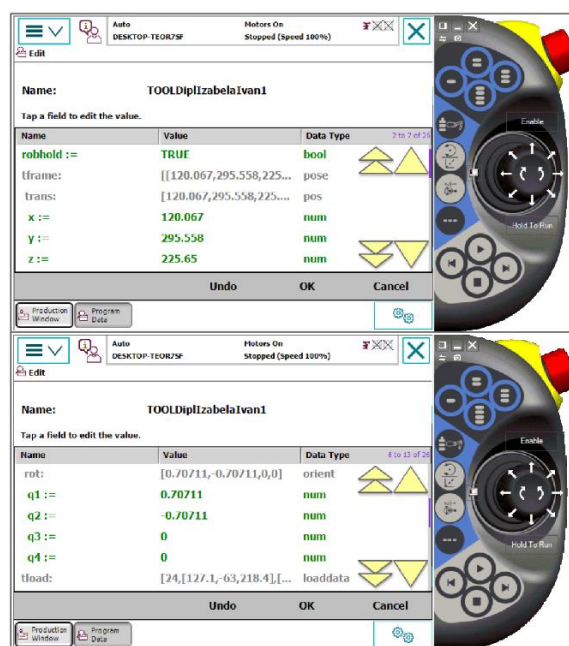 Auto
DESKTOP-TEOR7SF
Motors On
Stopped (Speed 100%)
Edit
Name: TOOLDiplIzabelaIvan1
Tap a field to edit the value.
Name Value Data Type 2 to 7 of 26
robhold := TRUE bool
tframe: [[120.067,295.558,225... pose
trans: [120.067,295.558,225.... pos
x := 120.067 num
y := 295.558 num
z := 225.65 num
Undo OK Cancel
Production Window
Program Data
Enable
Hold To Run
Auto
DESKTOP-TEOR7SF
Motors On
Stopped (Speed 100%)
Edit
Name: TOOLDiplIzabelaIvan1
Tap a field to edit the value.
Name Value Data Type 8 to 13 of 26
rot: [0.70711,-0.70711,0,0] orient
q1 := 0.70711 num
q2 := -0.70711 num
q3 := 0 num
q4 := 0 num
tload: [24,[127.1,-63,218.4],[... loaddata
Undo OK Cancel
Production Window
Program Data
Enable
Hold To Run